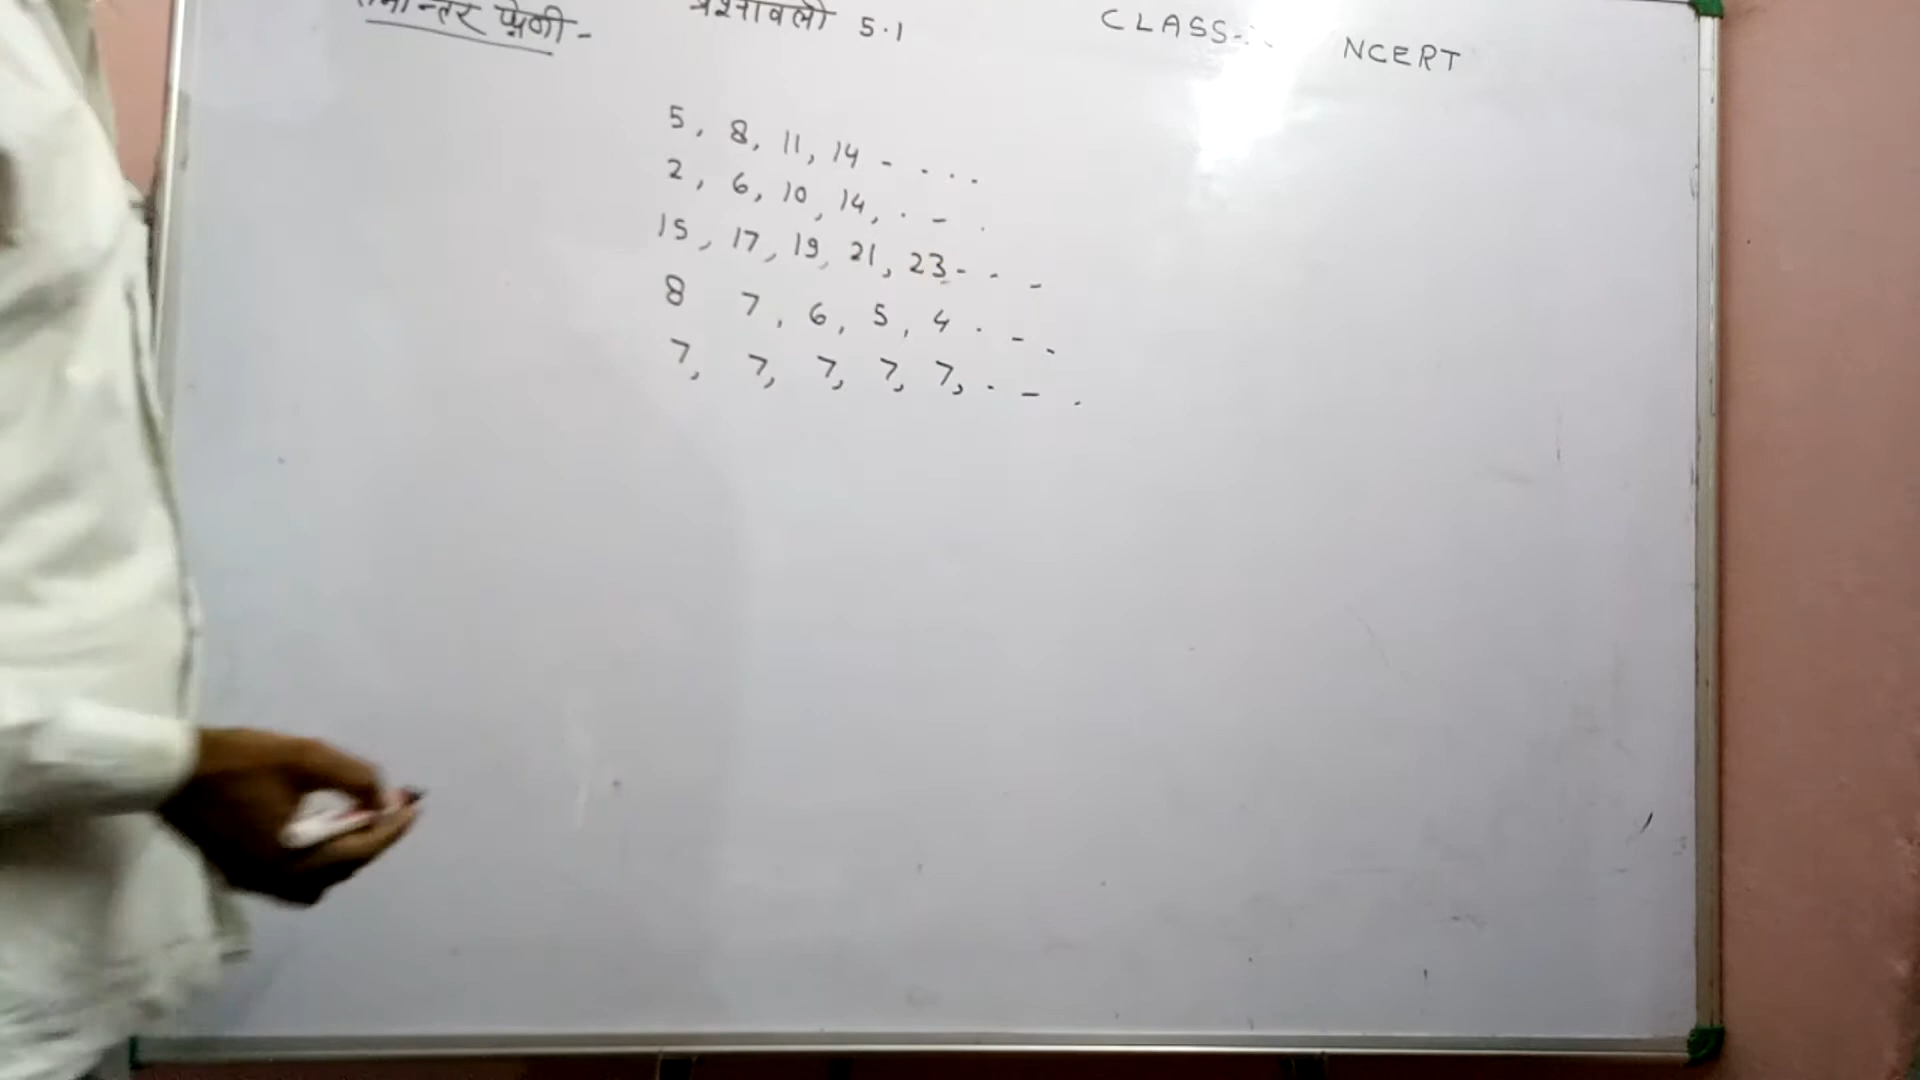 समान्तर श्रेणी - प्रश्नावली 5.1 CLASS- NCERT
5, 8, 11, 14 - . . . .
2, 6, 10, 14, . - .
15, 17, 19, 21, 23 - - -
8 7, 6, 5, 4 . - -
7, 7, 7, 7, 7, . - .